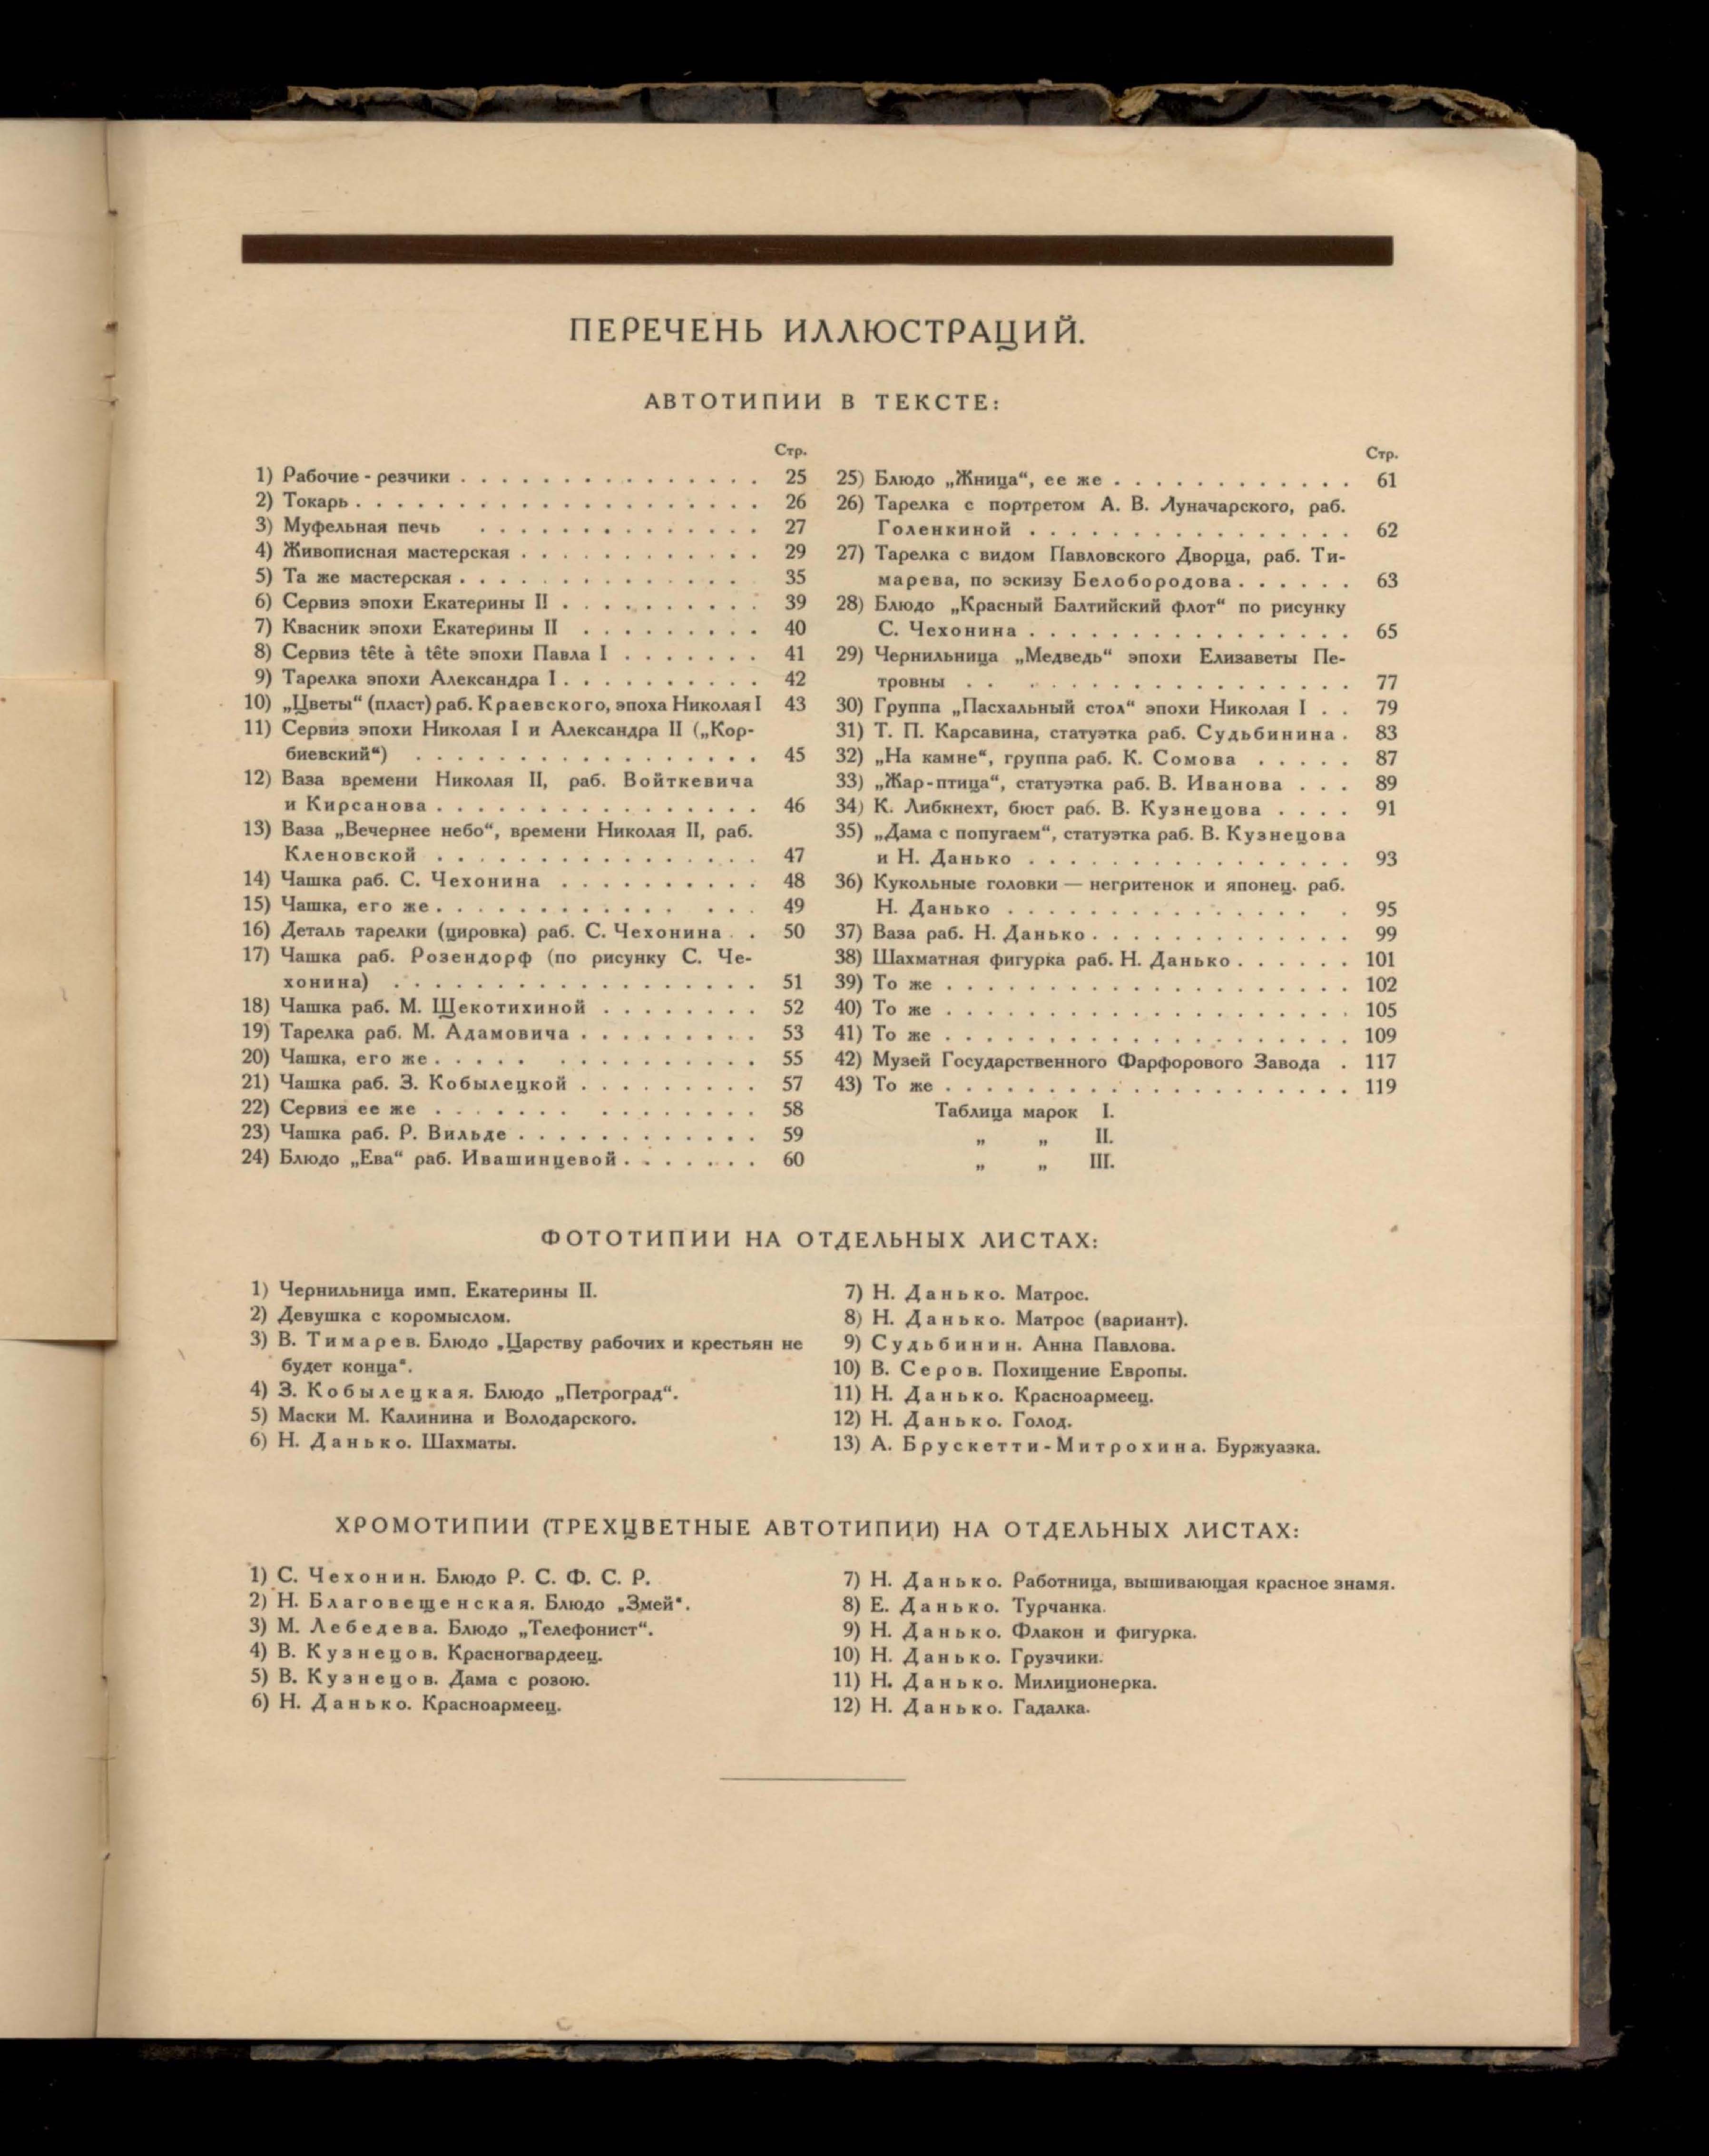 ПЕРЕЧЕНЬ ИЛЛЮСТРАЦИЙ.
АВТОТИПИИ В ТЕКСТЕ:
Стр.
1) Рабочие - резчики . . . . . . . . . . . . . . . 25
2) Токарь . . . . . . . . . . . . . . . . . . . . 26
3) Муфельная печь . . . . . . . . . . . . . . 27
4) Живописная мастерская . . . . . . . . . . . . 29
5) Та же мастерская . . . . . . . . . . . . . . 35
6) Сервиз эпохи Екатерины II . . . . . . . . . . 39
7) Квасник эпохи Екатерины II . . . . . . . . . 40
8) Сервиз tête à tête эпохи Павла I . . . . . . . 41
9) Тарелка эпохи Александра I . . . . . . . . . . 42
10) „Цветы“ (пласт) раб. Краевского, эпоха Николая I 43
11) Сервиз эпохи Николая I и Александра II („Кор-
биевский“) . . . . . . . . . . . . . . . . . 45
12) Ваза времени Николая II, раб. Войткевича
и Кирсанова . . . . . . . . . . . . . . . . 46
13) Ваза „Вечернее небо“, времени Николая II, раб.
Кленовской . . . . . . . . . . . . . . . . 47
14) Чашка раб. С. Чехонина . . . . . . . . . . 48
15) Чашка, его же . . . . . . . . . . . . . . . 49
16) Деталь тарелки (цировка) раб. С. Чехонина . . 50
17) Чашка раб. Розендорф (по рисунку С. Че-
хонина) . . . . . . . . . . . . . . . . . . 51
18) Чашка раб. М. Щекотихиной . . . . . . . . 52
19) Тарелка раб. М. Адамовича . . . . . . . . . 53
20) Чашка, его же . . . . . . . . . . . . . . . 55
21) Чашка раб. З. Кобылецкой . . . . . . . . . 57
22) Сервиз ее же . . . . . . . . . . . . . . . 58
23) Чашка раб. Р. Вильде . . . . . . . . . . . . 59
24) Блюдо „Ева“ раб. Ивашинцевой . . . . . . . 60
Стр.
25) Блюдо „Жница“, ее же . . . . . . . . . . . . 61
26) Тарелка с портретом А. В. Луначарского, раб.
Голенкиной . . . . . . . . . . . . . . . . 62
27) Тарелка с видом Павловского Дворца, раб. Ти-
марева, по эскизу Белобородова . . . . . . 63
28) Блюдо „Красный Балтийский флот“ по рисунку
С. Чехонина . . . . . . . . . . . . . . . . 65
29) Чернильница „Медведь“ эпохи Елизаветы Пе-
тровны . . . . . . . . . . . . . . . . . . 77
30) Группа „Пасхальный стол“ эпохи Николая I . . 79
31) Т. П. Карсавина, статуэтка раб. Судьбинина . 83
32) „На камне“, группа раб. К. Сомова . . . . . 87
33) „Жар-птица“, статуэтка раб. В. Иванова . . . 89
34) К. Либкнехт, бюст раб. В. Кузнецова . . . . 91
35) „Дама с попугаем“, статуэтка раб. В. Кузнецова
и Н. Данько . . . . . . . . . . . . . . . . 93
36) Кукольные головки — негритенок и японец. раб.
Н. Данько . . . . . . . . . . . . . . . . 95
37) Ваза раб. Н. Данько . . . . . . . . . . . . . 99
38) Шахматная фигурка раб. Н. Данько . . . . . . 101
39) То же . . . . . . . . . . . . . . . . . . . . 102
40) То же . . . . . . . . . . . . . . . . . . . . 105
41) То же . . . . . . . . . . . . . . . . . . . . 109
42) Музей Государственного Фарфорового Завода . 117
43) То же . . . . . . . . . . . . . . . . . . . . 119
Таблица марок I.
„ „ II.
„ „ III.
ФОТОТИПИИ НА ОТДЕЛЬНЫХ ЛИСТАХ:
1) Чернильница имп. Екатерины II.
2) Девушка с коромыслом.
3) В. Тимарев. Блюдо „Царству рабочих и крестьян не
будет конца“.
4) З. Кобылецкая. Блюдо „Петроград“.
5) Маски М. Калинина и Володарского.
6) Н. Данько. Шахматы.
7) Н. Данько. Матрос.
8) Н. Данько. Матрос (вариант).
9) Судьбинин. Анна Павлова.
10) В. Серов. Похищение Европы.
11) Н. Данько. Красноармеец.
12) Н. Данько. Голод.
13) А. Брускетти-Митрохина. Буржуазка.
ХРОМОТИПИИ (ТРЕХЦВЕТНЫЕ АВТОТИПИИ) НА ОТДЕЛЬНЫХ ЛИСТАХ:
1) С. Чехонин. Блюдо Р. С. Ф. С. Р.
2) Н. Благовещенская. Блюдо „Змей“.
3) М. Лебедева. Блюдо „Телефонист“.
4) В. Кузнецов. Красногвардеец.
5) В. Кузнецов. Дама с розою.
6) Н. Данько. Красноармеец.
7) Н. Данько. Работница, вышивающая красное знамя.
8) Е. Данько. Турчанка.
9) Н. Данько. Флакон и фигурка.
10) Н. Данько. Грузчики.
11) Н. Данько. Милиционерка.
12) Н. Данько. Гадалка.